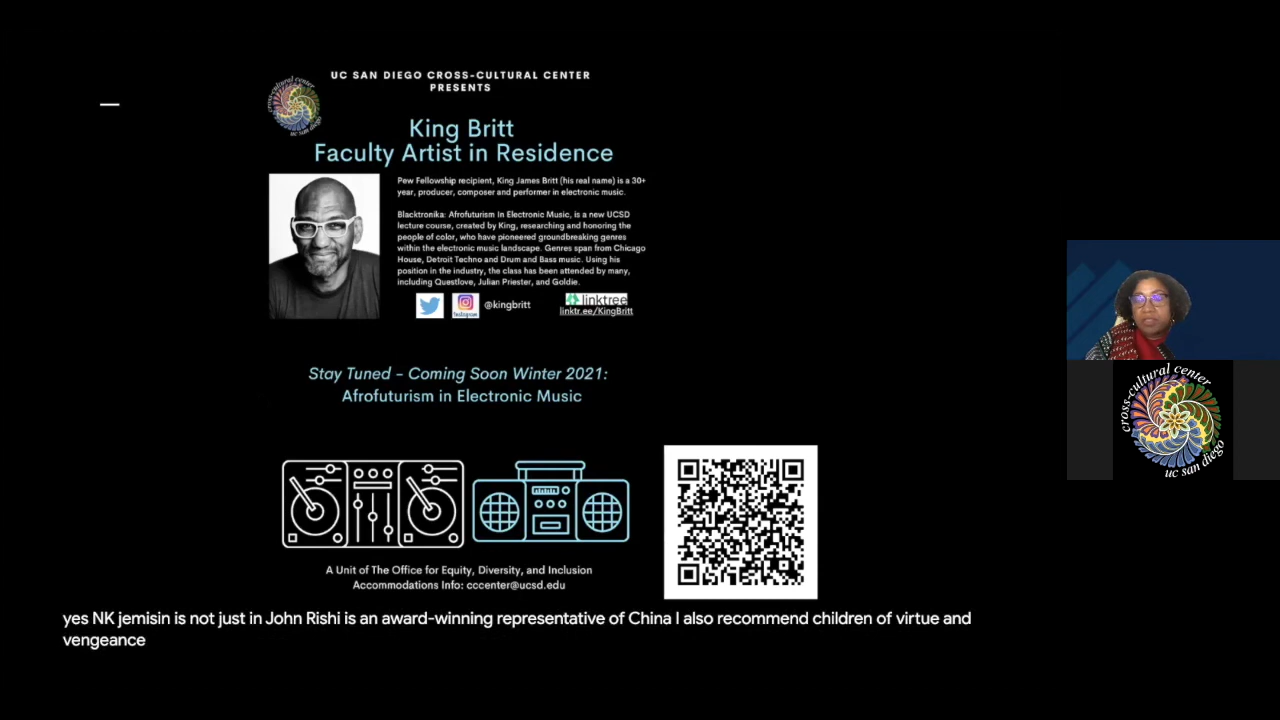 UC SAN DIEGO CROSS-CULTURAL CENTER
PRESENTS
cross-cultural center
uc san diego
King Britt
Faculty Artist in Residence
Pew Fellowship recipient, King James Britt (his real name) is a 30+
year, producer, composer and performer in electronic music.
Blacktronika: Afrofuturism In Electronic Music, is a new UCSD
lecture course, created by King, researching and honoring the
people of color, who have pioneered groundbreaking genres
within the electronic music landscape. Genres span from Chicago
House, Detroit Techno and Drum and Bass music. Using his
position in the industry, the class has been attended by many,
including Questlove, Julian Priester, and Goldie.
Instagram
@kingbritt
linktree
linktr.ee/KingBritt
Stay Tuned - Coming Soon Winter 2021:
Afrofuturism in Electronic Music
A Unit of The Office for Equity, Diversity, and Inclusion
Accommodations Info: cccenter@ucsd.edu
cross-cultural center
uc san diego
yes NK jemisin is not just in John Rishi is an award-winning representative of China I also recommend children of virtue and
vengeance